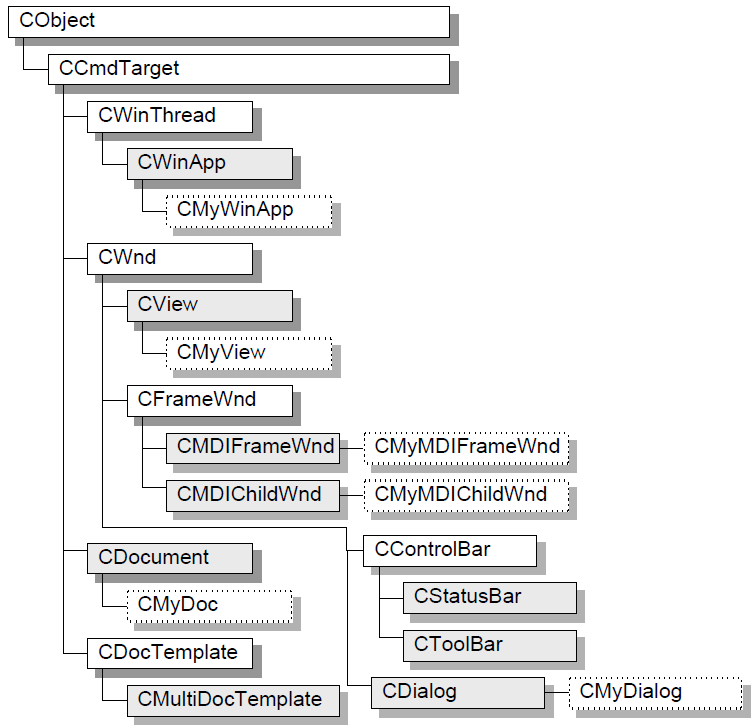 CObject
CCmdTarget
CWinThread
CWinApp
CMyWinApp
CWnd
CView
CMyView
CFrameWnd
CMDIFrameWnd
CMyMDIFrameWnd
CMDIChildWnd
CMyMDIChildWnd
CDocument
CControlBar
CMyDoc
CStatusBar
CDocTemplate
CToolBar
CMultiDocTemplate
CDialog
CMyDialog